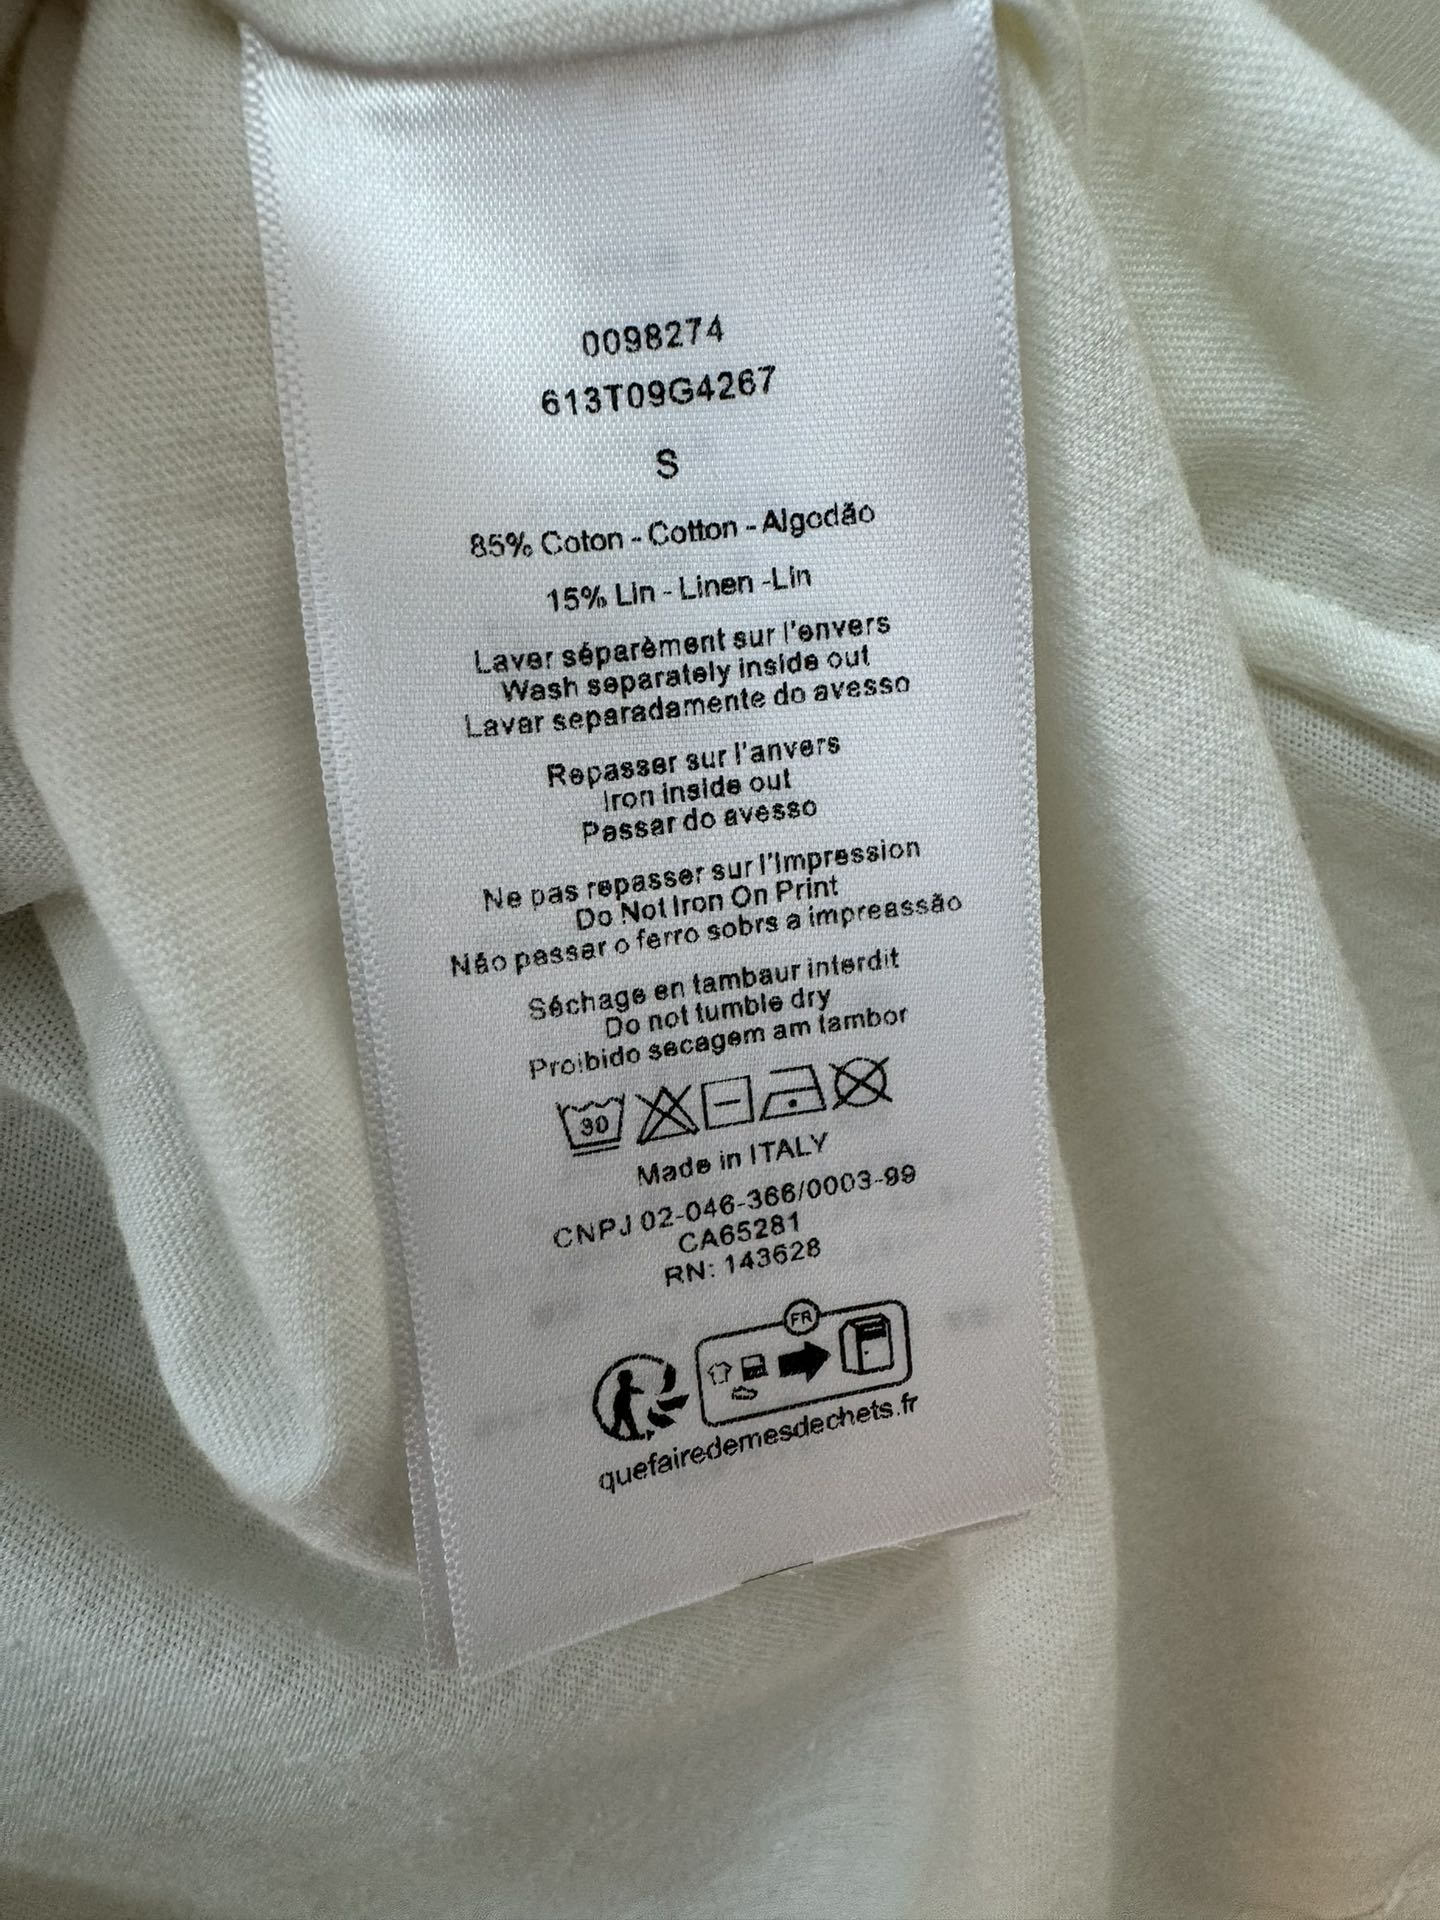 0098274
613T09G4267
S
85% Coton - Cotton - Algodão
15% Lin - Linen -Lin
Laver séparèment sur l'envers
Wash separately inside out
Lavar separadamente do avesso
Repasser sur l'anvers
Iron inside out
Passar do avesso
Ne pas repasser sur l'Impression
Do Not Iron On Print
Não passar o ferro sobrs a impreassão
Séchage en tambaur interdit
Do not tumble dry
Proibido secagem am tambor
30
Made in ITALY
CNPJ 02-046-366/0003-99
CA65281
RN: 143628
FR
quefairedemesdechets.fr